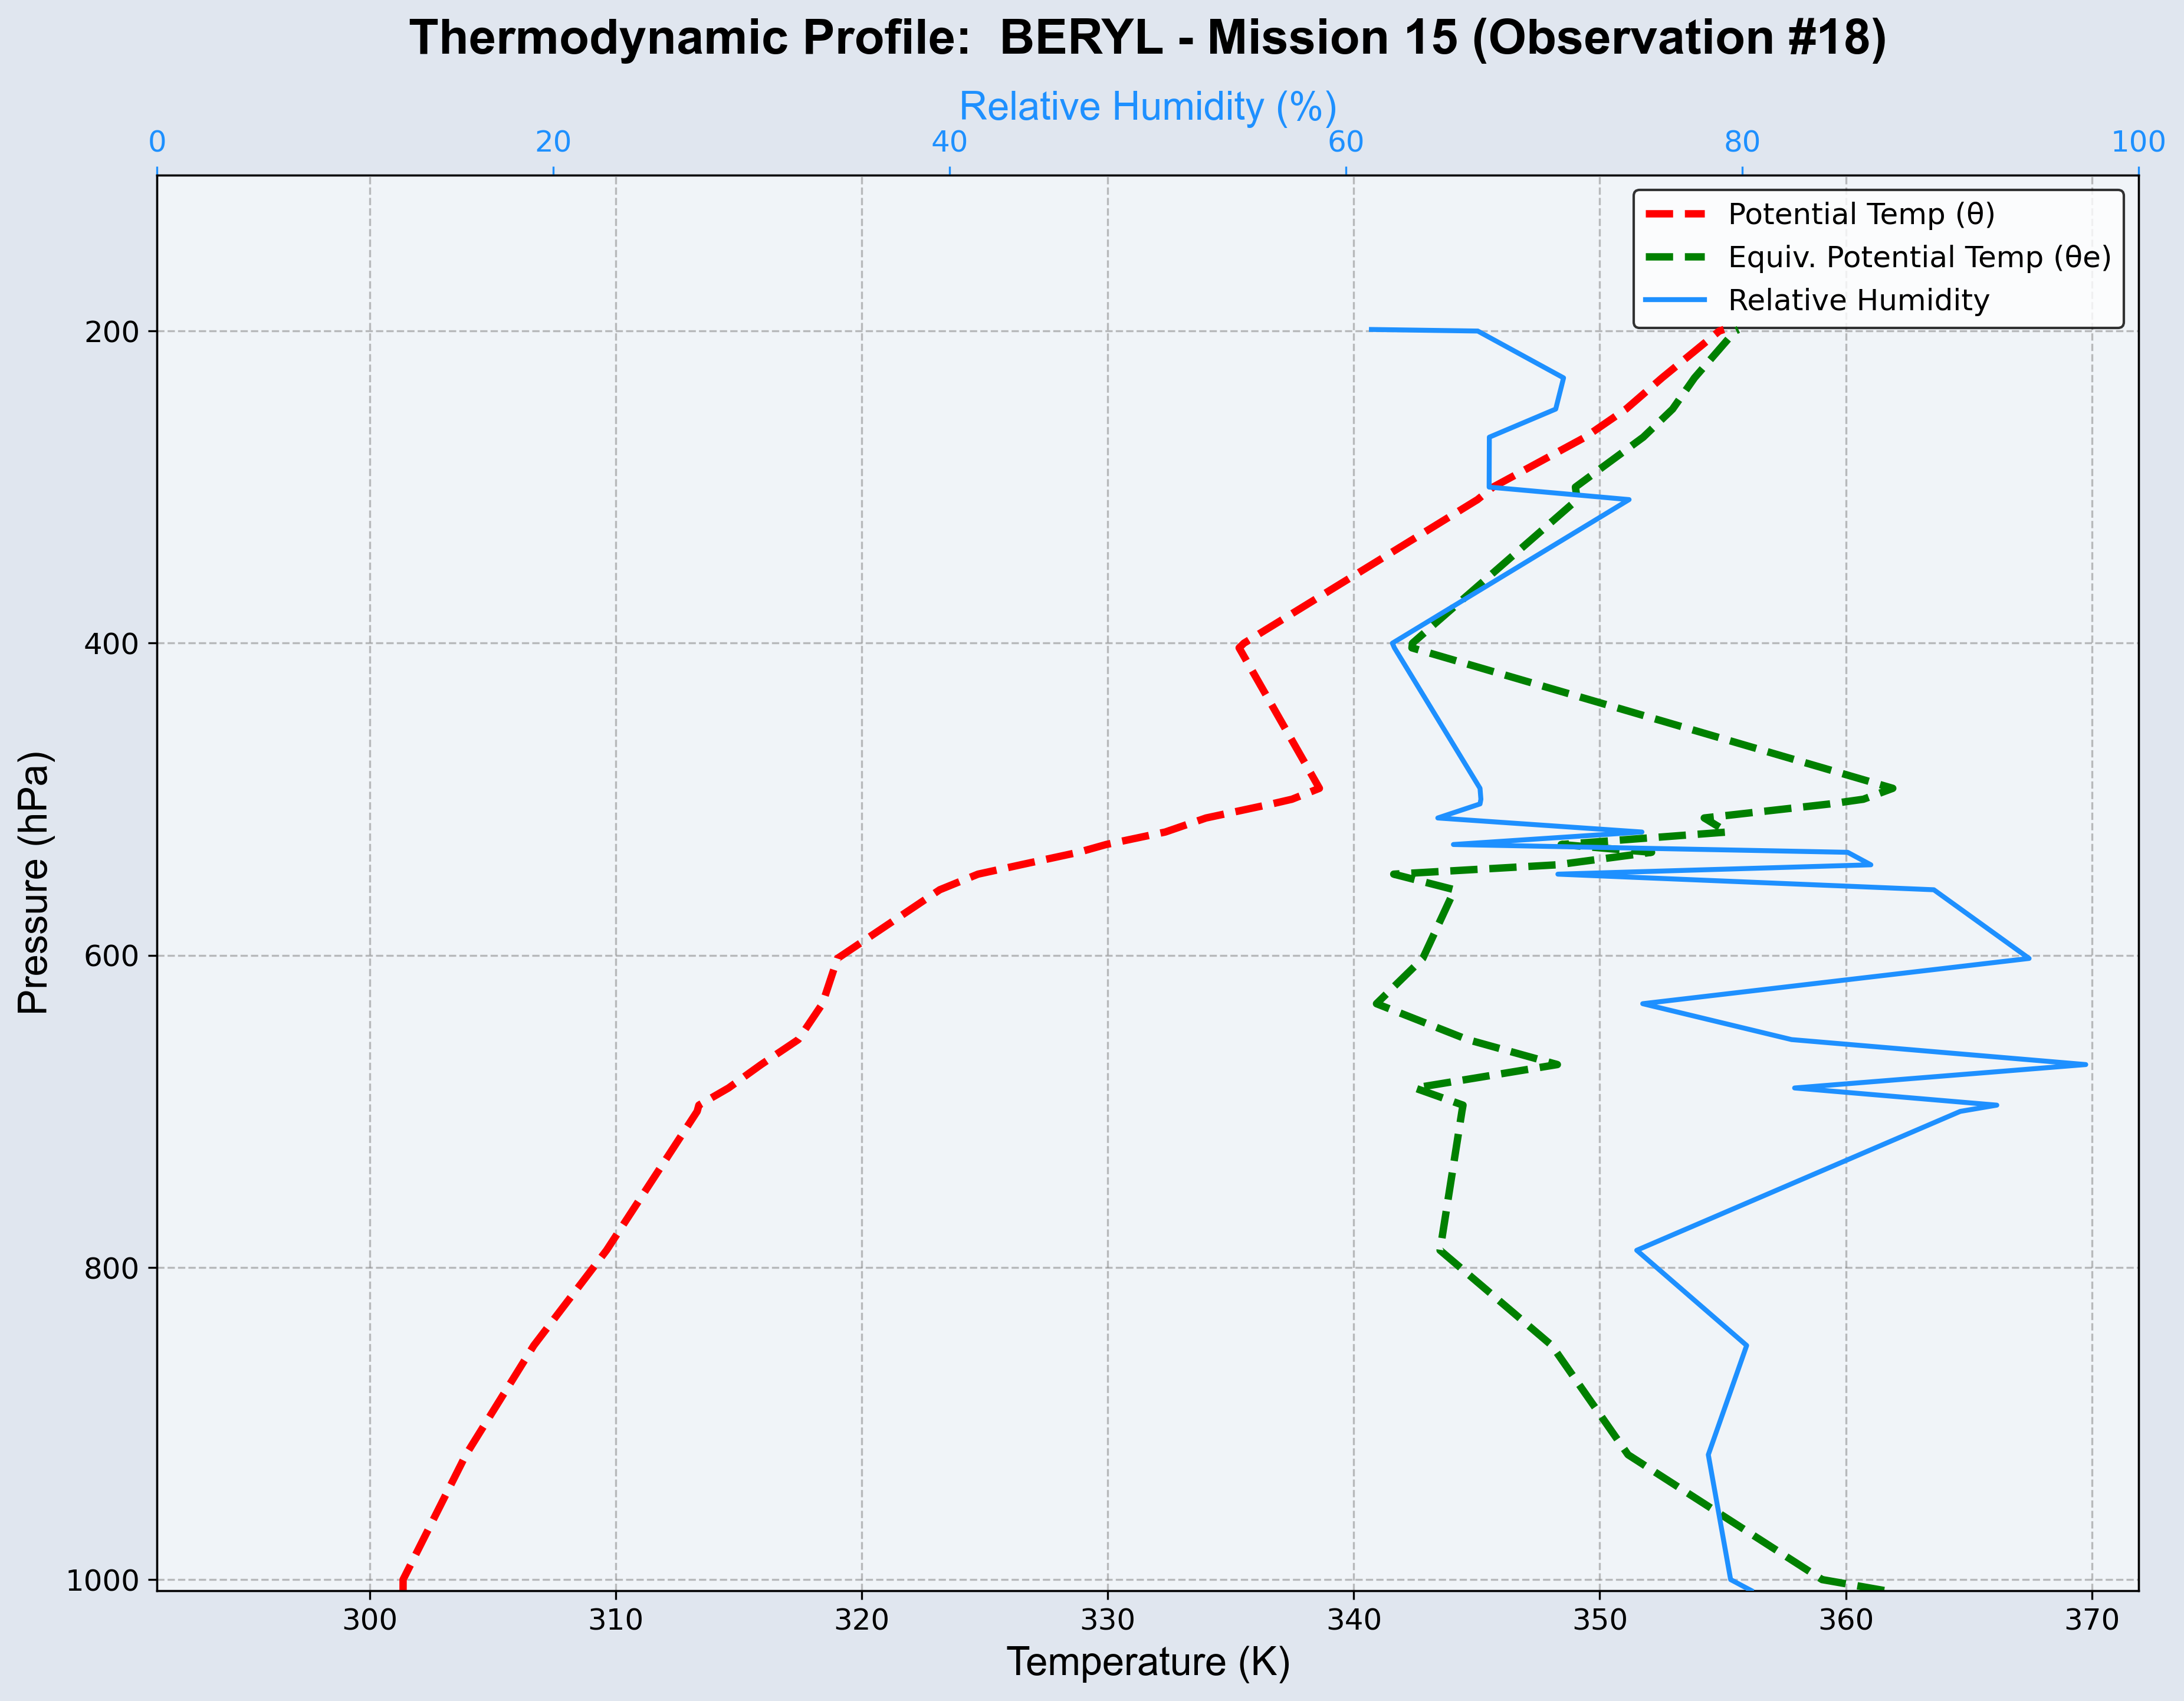 Thermodynamic Profile:  BERYL - Mission 15 (Observation #18)
Relative Humidity (%)
0 20 40 60 80 100
Potential Temp (θ)
Equiv. Potential Temp (θe)
Relative Humidity
200
400
600
800
1000
Pressure (hPa)
300 310 320 330 340 350 360 370
Temperature (K)